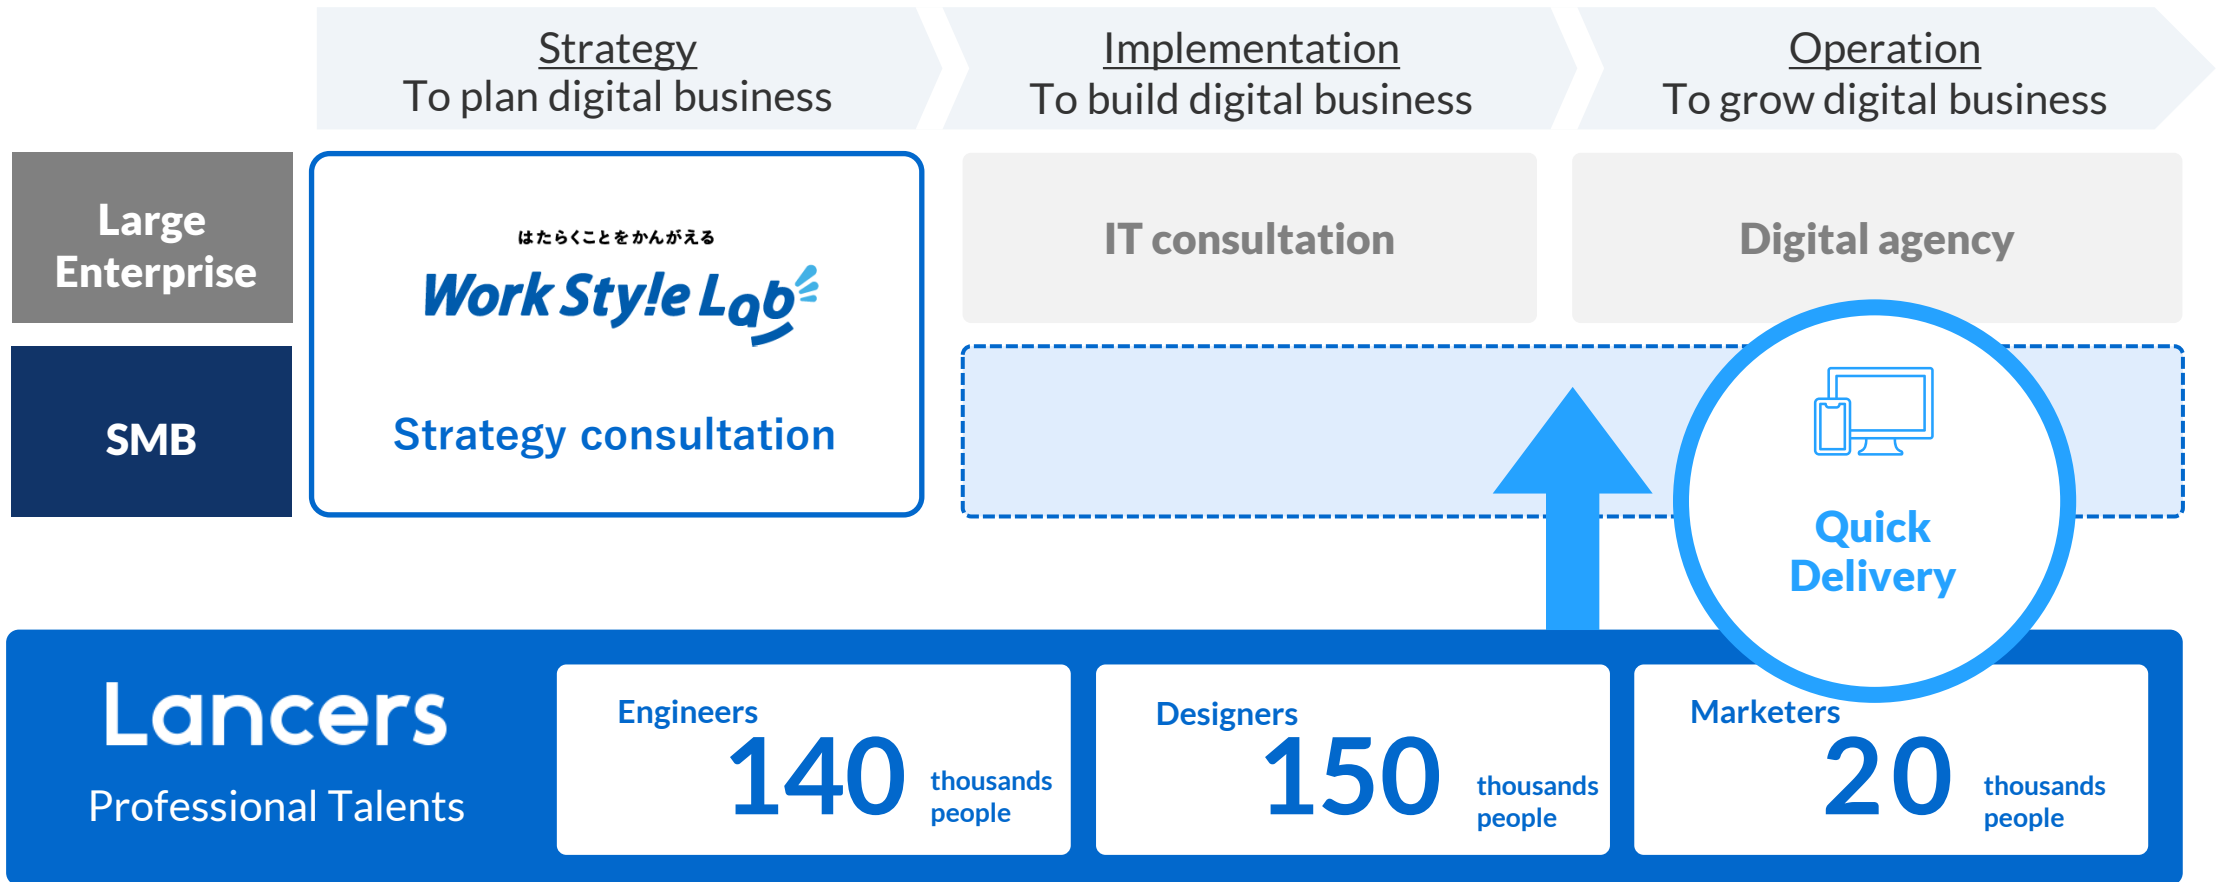 Strategy
To plan digital business
Implementation
To build digital business
Operation
To grow digital business
Large
Enterprise
はたらくことをかんがえる
Work Style Lab
Strategy consultation
IT consultation
Digital agency
SMB
Quick
Delivery
Lancers
Professional Talents
Engineers
140 thousands
people
Designers
150 thousands
people
Marketers
20 thousands
people